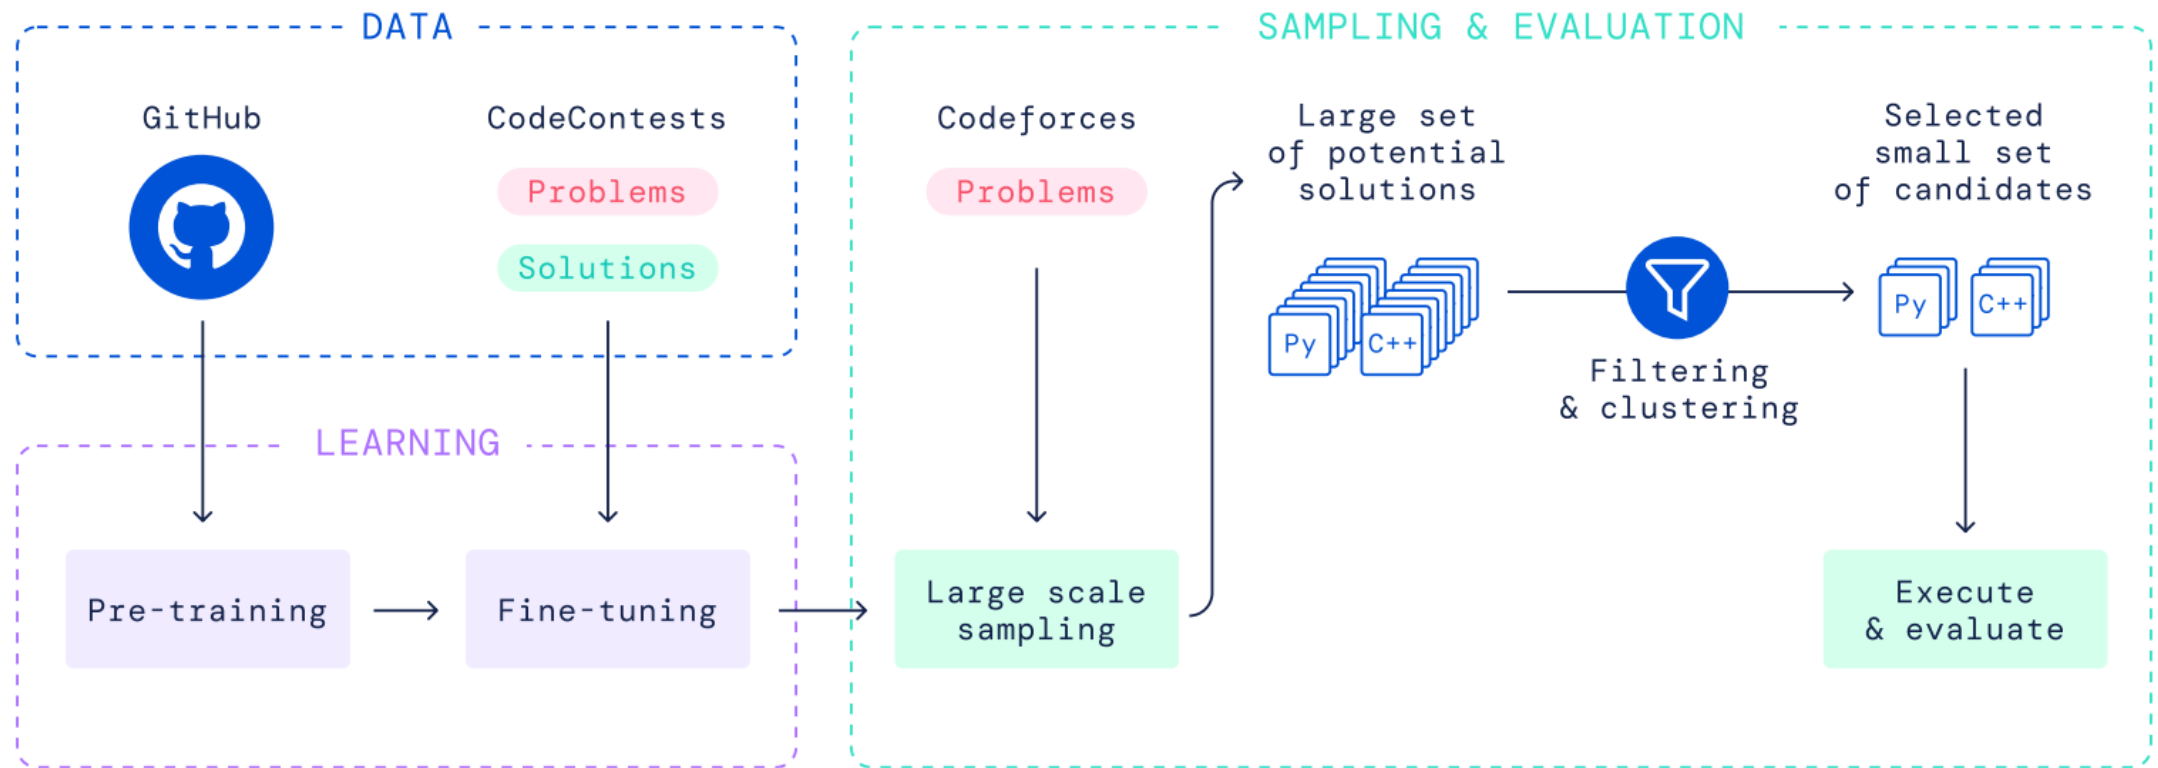 DATA
GitHub
CodeContests
Problems
Solutions
LEARNING
Pre-training
Fine-tuning
SAMPLING & EVALUATION
Codeforces
Problems
Large scale
sampling
Large set
of potential
solutions
Py
C++
Filtering
& clustering
Selected
small set
of candidates
Py
C++
Execute
& evaluate